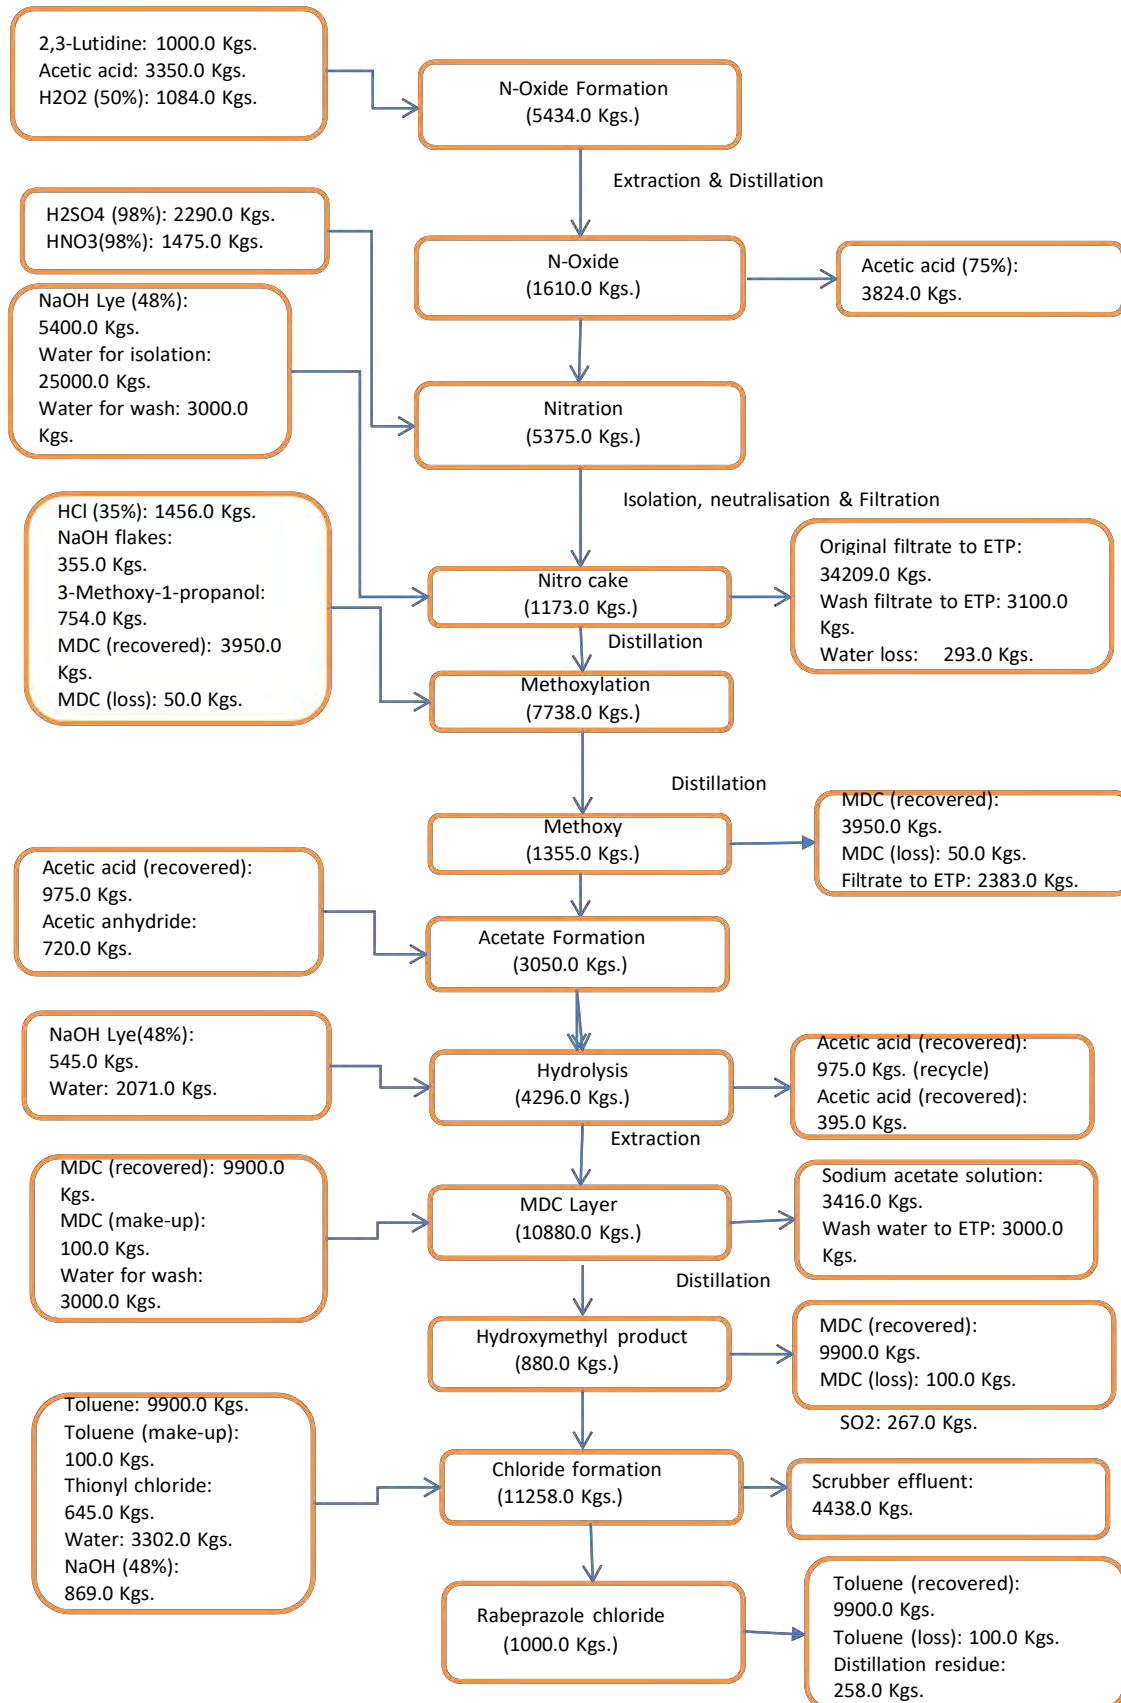 2,3-Lutidine: 1000.0 Kgs.
Acetic acid: 3350.0 Kgs.
H2O2 (50%): 1084.0 Kgs.
N-Oxide Formation
(5434.0 Kgs.)
Extraction & Distillation
H2SO4 (98%): 2290.0 Kgs.
HNO3(98%): 1475.0 Kgs.
N-Oxide
(1610.0 Kgs.)
Acetic acid (75%):
3824.0 Kgs.
NaOH Lye (48%):
5400.0 Kgs.
Water for isolation:
25000.0 Kgs.
Water for wash: 3000.0
Kgs.
Nitration
(5375.0 Kgs.)
Isolation, neutralisation & Filtration
HCl (35%): 1456.0 Kgs.
NaOH flakes:
355.0 Kgs.
3-Methoxy-1-propanol:
754.0 Kgs.
MDC (recovered): 3950.0
Kgs.
MDC (loss): 50.0 Kgs.
Nitro cake
(1173.0 Kgs.)
Original filtrate to ETP:
34209.0 Kgs.
Wash filtrate to ETP: 3100.0
Kgs.
Water loss: 293.0 Kgs.
Distillation
Methoxylation
(7738.0 Kgs.)
Distillation
Methoxy
(1355.0 Kgs.)
MDC (recovered):
3950.0 Kgs.
MDC (loss): 50.0 Kgs.
Filtrate to ETP: 2383.0 Kgs.
Acetic acid (recovered):
975.0 Kgs.
Acetic anhydride:
720.0 Kgs.
Acetate Formation
(3050.0 Kgs.)
NaOH Lye(48%):
545.0 Kgs.
Water: 2071.0 Kgs.
Hydrolysis
(4296.0 Kgs.)
Acetic acid (recovered):
975.0 Kgs. (recycle)
Acetic acid (recovered):
395.0 Kgs.
Extraction
MDC (recovered): 9900.0
Kgs.
MDC (make-up):
100.0 Kgs.
Water for wash:
3000.0 Kgs.
MDC Layer
(10880.0 Kgs.)
Sodium acetate solution:
3416.0 Kgs.
Wash water to ETP: 3000.0
Kgs.
Distillation
Hydroxymethyl product
(880.0 Kgs.)
MDC (recovered):
9900.0 Kgs.
MDC (loss): 100.0 Kgs.
SO2: 267.0 Kgs.
Toluene: 9900.0 Kgs.
Toluene (make-up):
100.0 Kgs.
Thionyl chloride:
645.0 Kgs.
Water: 3302.0 Kgs.
NaOH (48%):
869.0 Kgs.
Chloride formation
(11258.0 Kgs.)
Scrubber effluent:
4438.0 Kgs.
Rabeprazole chloride
(1000.0 Kgs.)
Toluene (recovered):
9900.0 Kgs.
Toluene (loss): 100.0 Kgs.
Distillation residue:
258.0 Kgs.